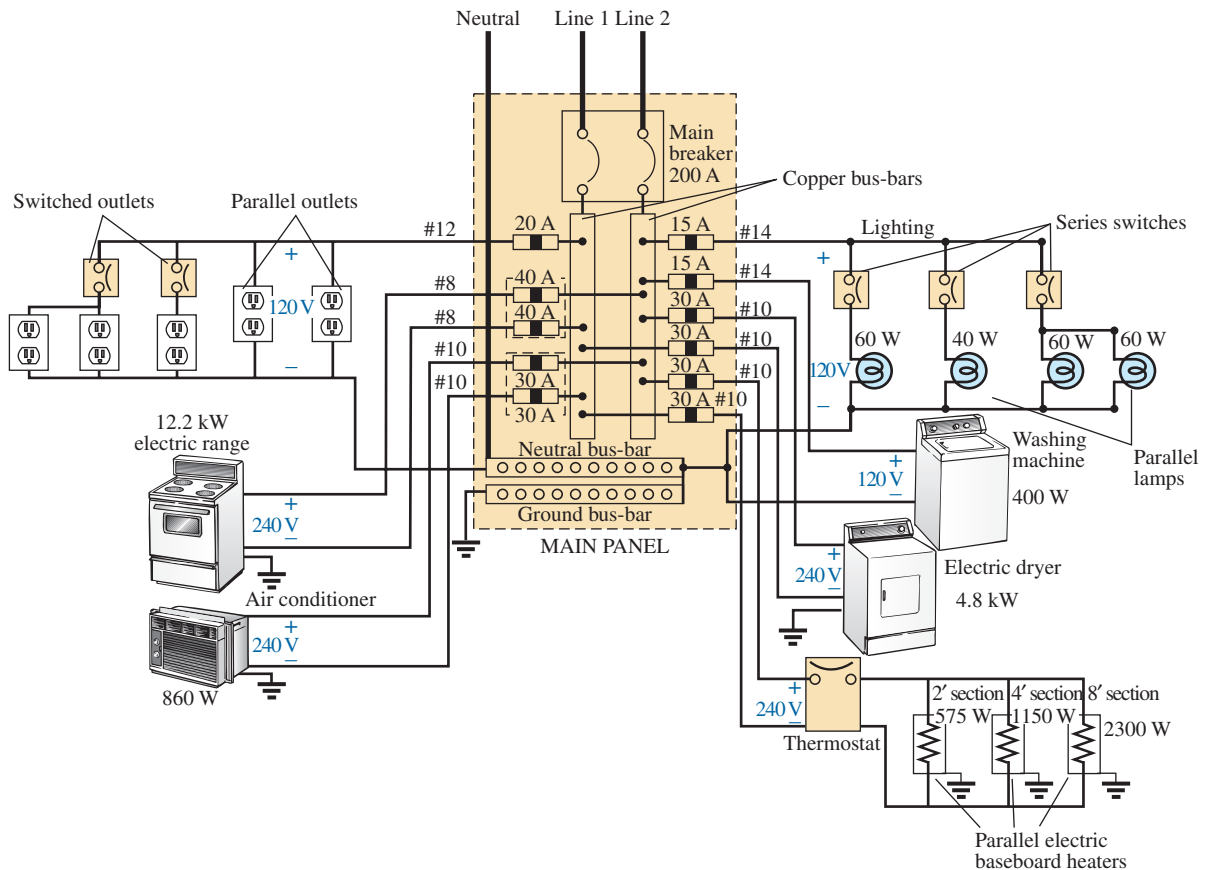 Neutral
Line 1
Line 2
Main
breaker
200 A
Copper bus-bars
Switched outlets
Parallel outlets
#12
20 A
15 A
#14
Lighting
Series switches
+
+
15 A
#14
40 A
#8
30 A
#10
120 V
40 A
#8
30 A
#10
60 W
40 W
60 W
60 W
#10
30 A
#10
30 A
120V
–
#10
30 A
30 A
#10
–
12.2 kW
electric range
Neutral bus-bar
Washing
machine
400 W
Parallel
lamps
+
120 V
–
+
240 V
–
Ground bus-bar
MAIN PANEL
+
240 V
–
Electric dryer
4.8 kW
Air conditioner
+
240 V
–
860 W
+
240 V
–
Thermostat
2′ section
575 W
4′ section
1150 W
8′ section
2300 W
Parallel electric
baseboard heaters